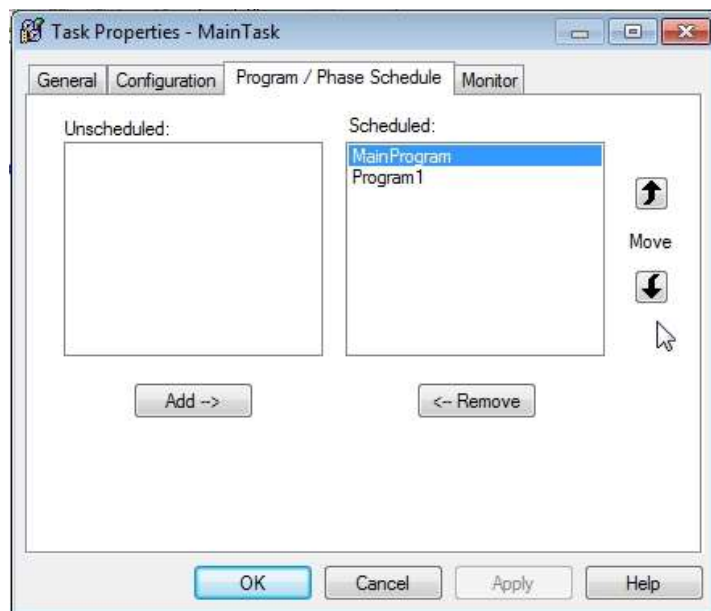 Task Properties - MainTask
General Configuration Program / Phase Schedule Monitor
Unscheduled:
Scheduled:
MainProgram
Program1
Move
Add -->
<-- Remove
OK Cancel Apply Help